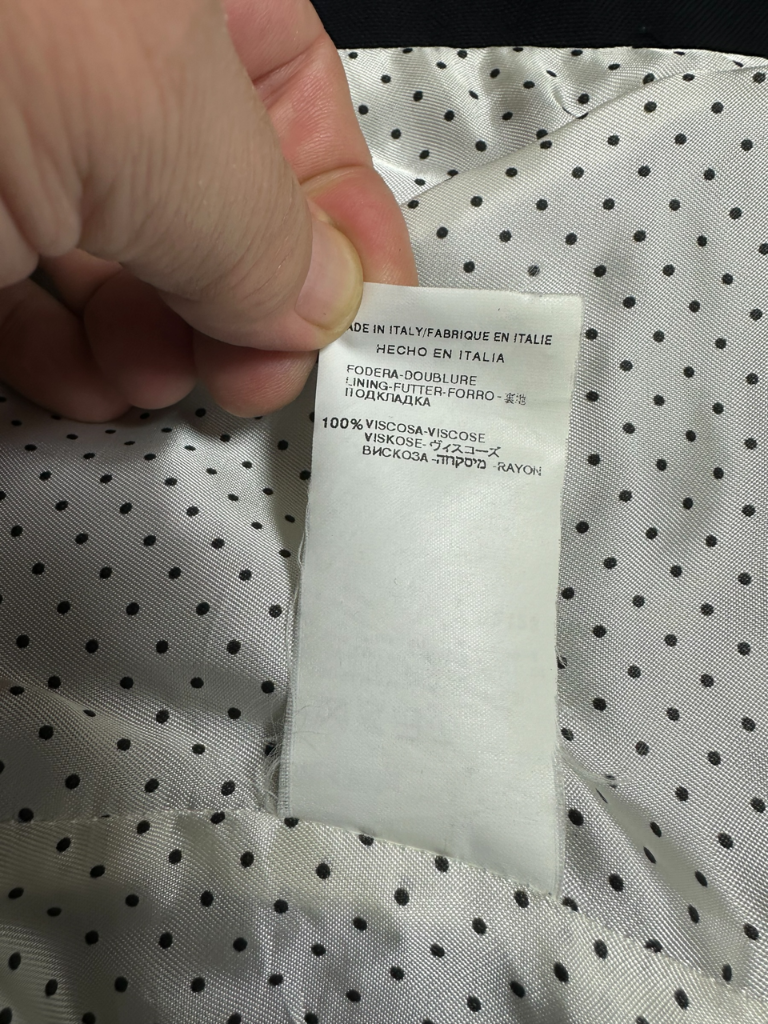 ADE IN ITALY/FABRIQUE EN ITALIE
HECHO EN ITALIA
FODERA-DOUBLURE
LINING-FUTTER-FORRO-裏地
ПОДКЛАДКА
100% VISCOSA-VISCOSE
VISKOSE-ヴィスコーズ
ВИСКОЗА-מיסקרוה-RAYON